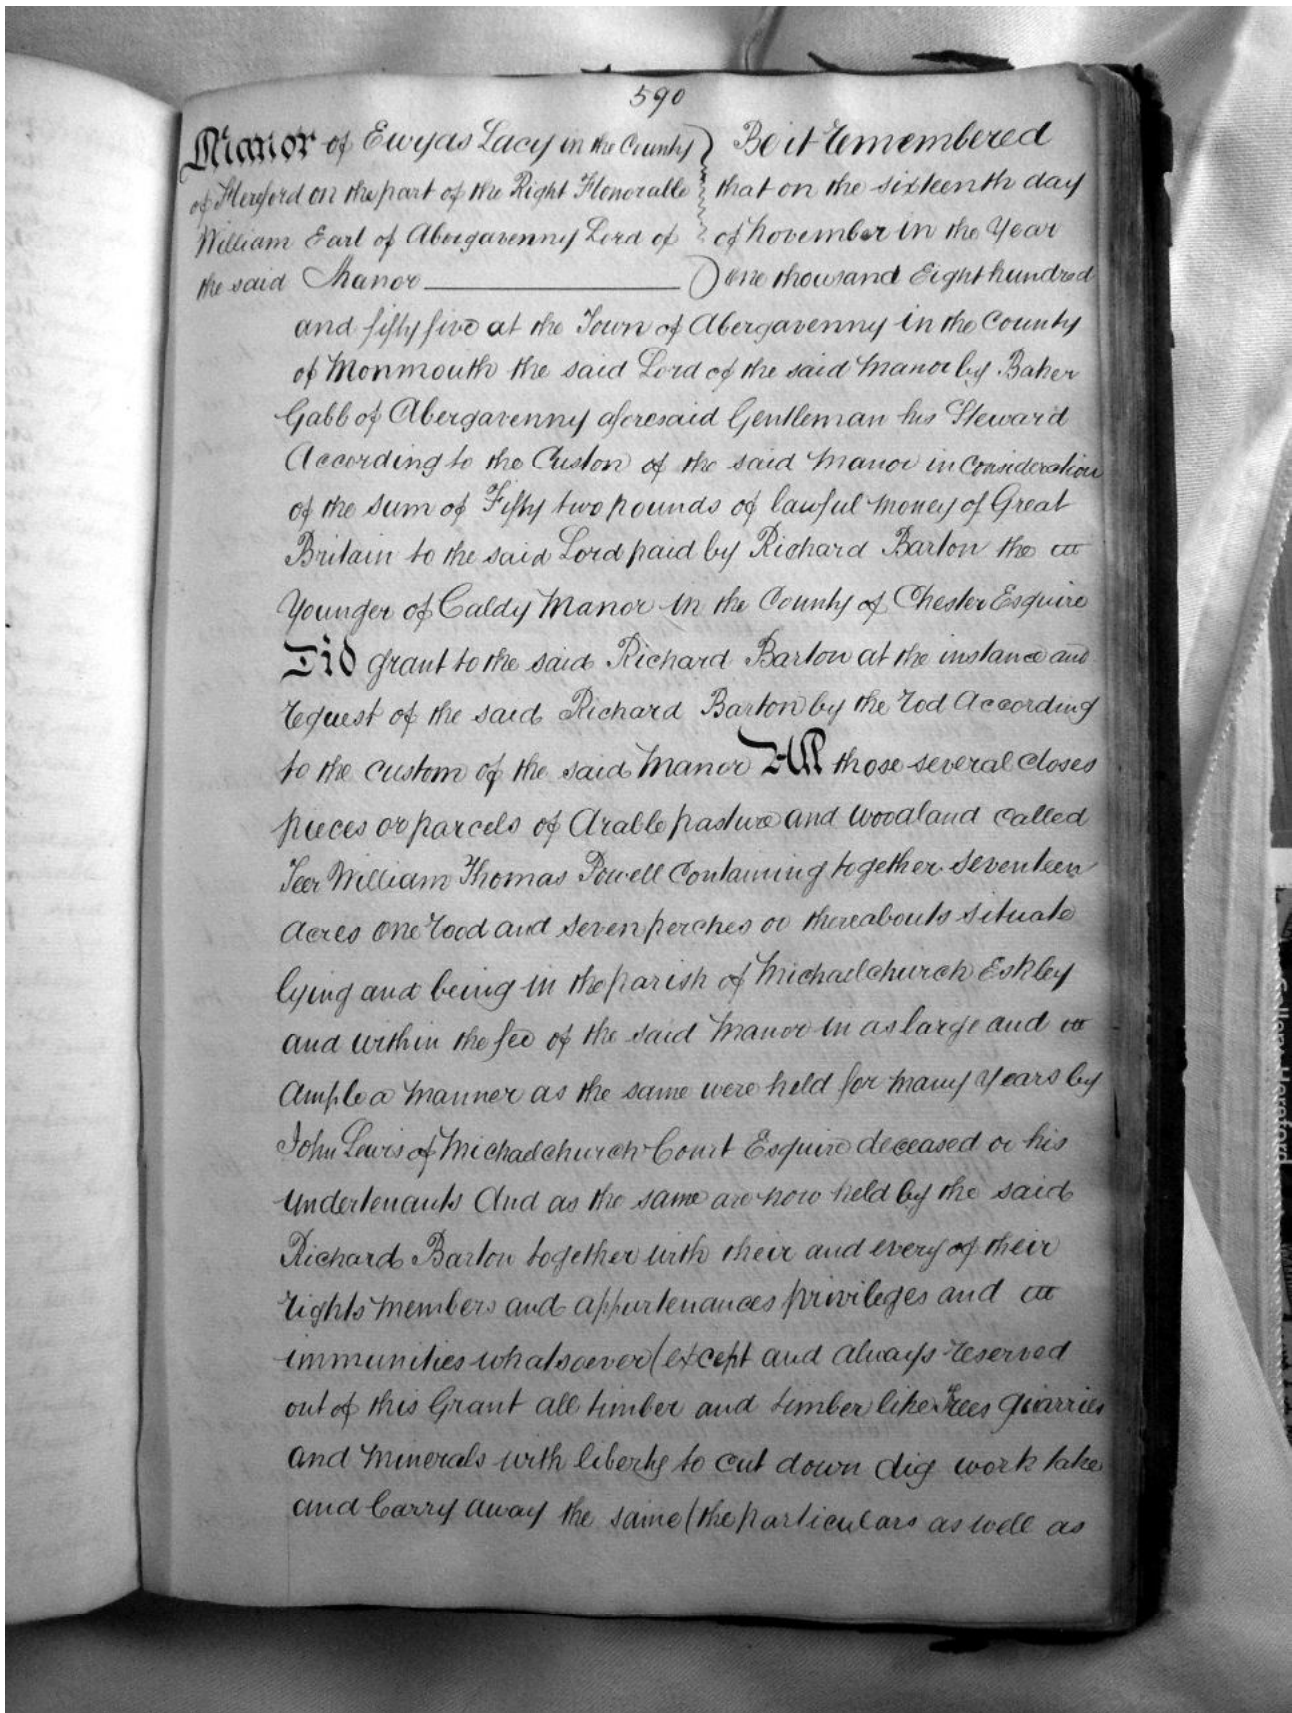 590
Manor of Ewyas Lacy in the County
of Hereford on the part of the Right Honorable
William Earl of Abergavenny Lord of
the said Manor
Be it remembered
that on the sixteenth day
of November in the Year
One thousand Eight hundred
and fifty five at the Town of Abergavenny in the County
of Monmouth the said Lord of the said Manor by Baker
Gabb of Abergavenny aforesaid Gentleman his Steward
According to the Custom of the said Manor in Consideration
of the sum of Fifty two pounds of lawful money of Great
Britain to the said Lord paid by Richard Barton the
Younger of Caldy Manor in the County of Chester Esquire
Did grant to the said Richard Barton at the instance and
request of the said Richard Barton by the rod According
to the custom of the said Manor All those several closes
pieces or parcels of Arable pasture and woodland called
Teer William Thomas Powell Containing together seventeen
Acres One rood and seven perches or thereabouts situate
lying and being in the parish of Michaelchurch Eskley
and within the fee of the said Manor in as large and
Ample a manner as the same were held for many Years by
John Lewis of Michaelchurch Court Esquire deceased or his
Undertenants And as the same are now held by the said
Richard Barton together with their and every of their
rights members and appurtenances privileges and
immunities whatsoever (except and always reserved
out of this Grant all timber and timber like Trees quarries
and Minerals with liberty to cut down dig work take
and Carry away the same (the particulars as well as